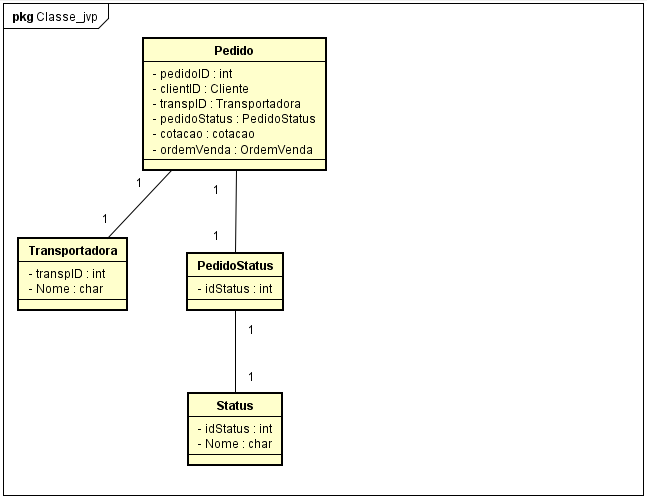 pkg Classe_jvp
Pedido
- pedidoID : int
- clientID : Cliente
- transpID : Transportadora
- pedidoStatus : PedidoStatus
- cotacao : cotacao
- ordemVenda : OrdemVenda
1
1
1
1
Transportadora
- transpID : int
- Nome : char
PedidoStatus
- idStatus : int
1
1
Status
- idStatus : int
- Nome : char